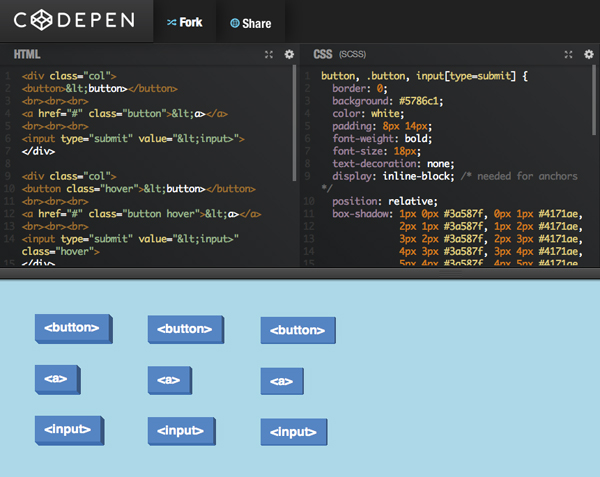 CODEPEN
Fork
Share
HTML
1 <div class="col">
2 <button>&lt;button></button>
3 <br><br><br>
4 <a href="#" class="button">&lt;a></a>
5 <br><br><br>
6 <input type="submit" value="&lt;input>">
7 </div>
8
9 <div class="col">
10 <button class="hover">&lt;button></button>
11 <br><br><br>
12 <a href="#" class="button hover">&lt;a></a>
13 <br><br><br>
14 <input type="submit" value="&lt;input>"
class="hover">
15 </div>
CSS (SCSS)
1 button, .button, input[type=submit] {
2 border: 0;
3 background: #5786c1;
4 color: white;
5 padding: 8px 14px;
6 font-weight: bold;
7 font-size: 18px;
8 text-decoration: none;
9 display: inline-block; /* needed for anchors
*/
10 position: relative;
11 box-shadow: 1px 0px #3a587f, 0px 1px #4171ae,
12 2px 1px #3a587f, 1px 2px #4171ae,
13 3px 2px #3a587f, 2px 3px #4171ae,
14 4px 3px #3a587f, 3px 4px #4171ae,
15 5px 4px #3a587f, 4px 5px #4171ae,
<button> <button> <button>
<a> <a> <a>
<input> <input> <input>